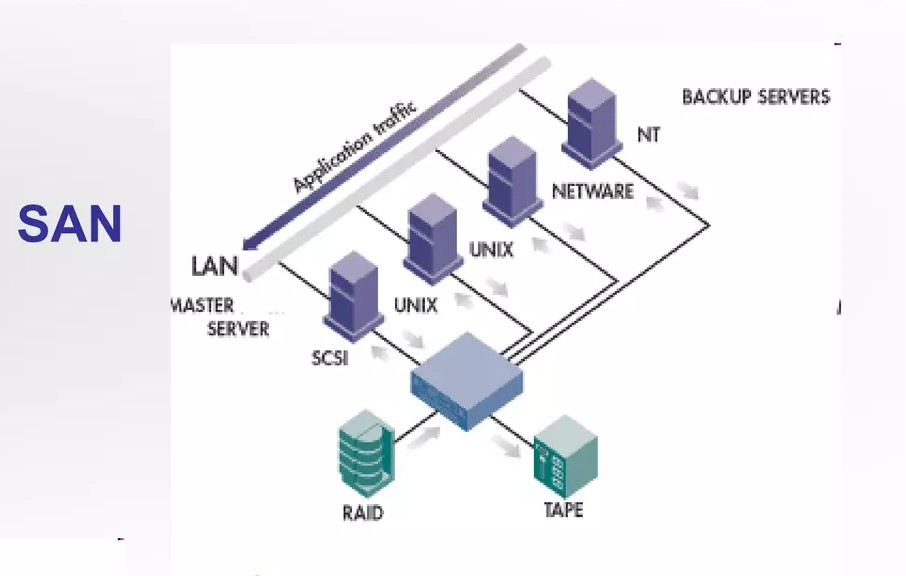 SAN
Application traffic
BACKUP SERVERS
NT
NETWARE
UNIX
LAN
MASTER
SERVER
UNIX
SCSI
RAID
TAPE